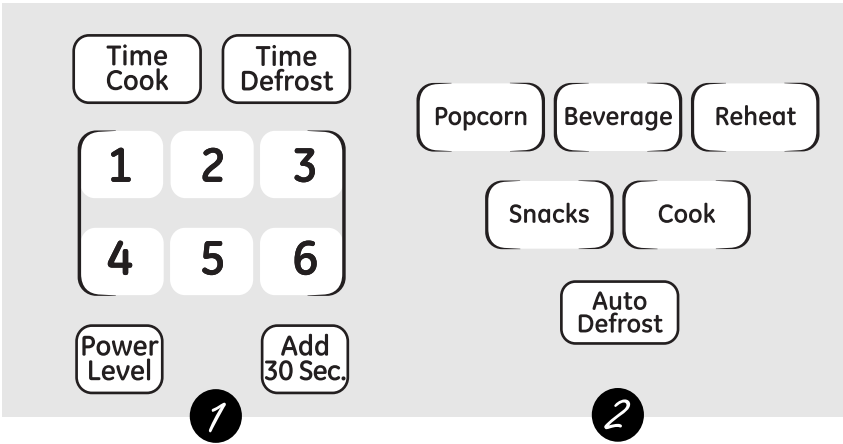 Time
Cook
Time
Defrost
1 2 3
4 5 6
Power
Level
Add
30 Sec.
1
Popcorn
Beverage
Reheat
Snacks
Cook
Auto
Defrost
2